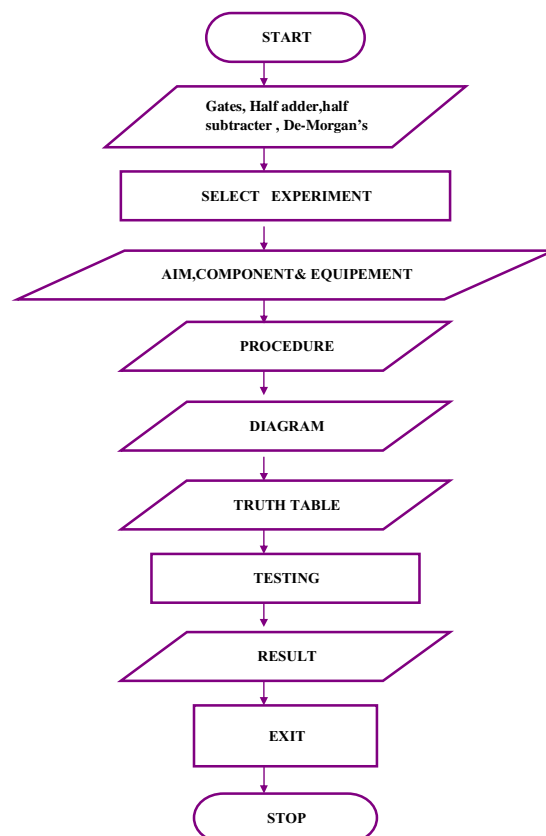 START
Gates, Half adder,half
subtracter , De-Morgan's
SELECT EXPERIMENT
AIM,COMPONENT& EQUIPEMENT
PROCEDURE
DIAGRAM
TRUTH TABLE
TESTING
RESULT
EXIT
STOP